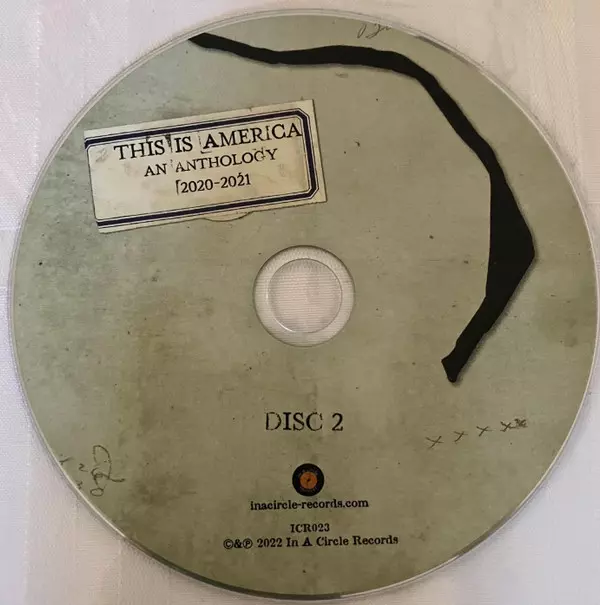 THIS IS AMERICA
AN ANTHOLOGY
2020-2021
DISC 2
inacircle-records.com
ICR023
©&℗ 2022 In A Circle Records